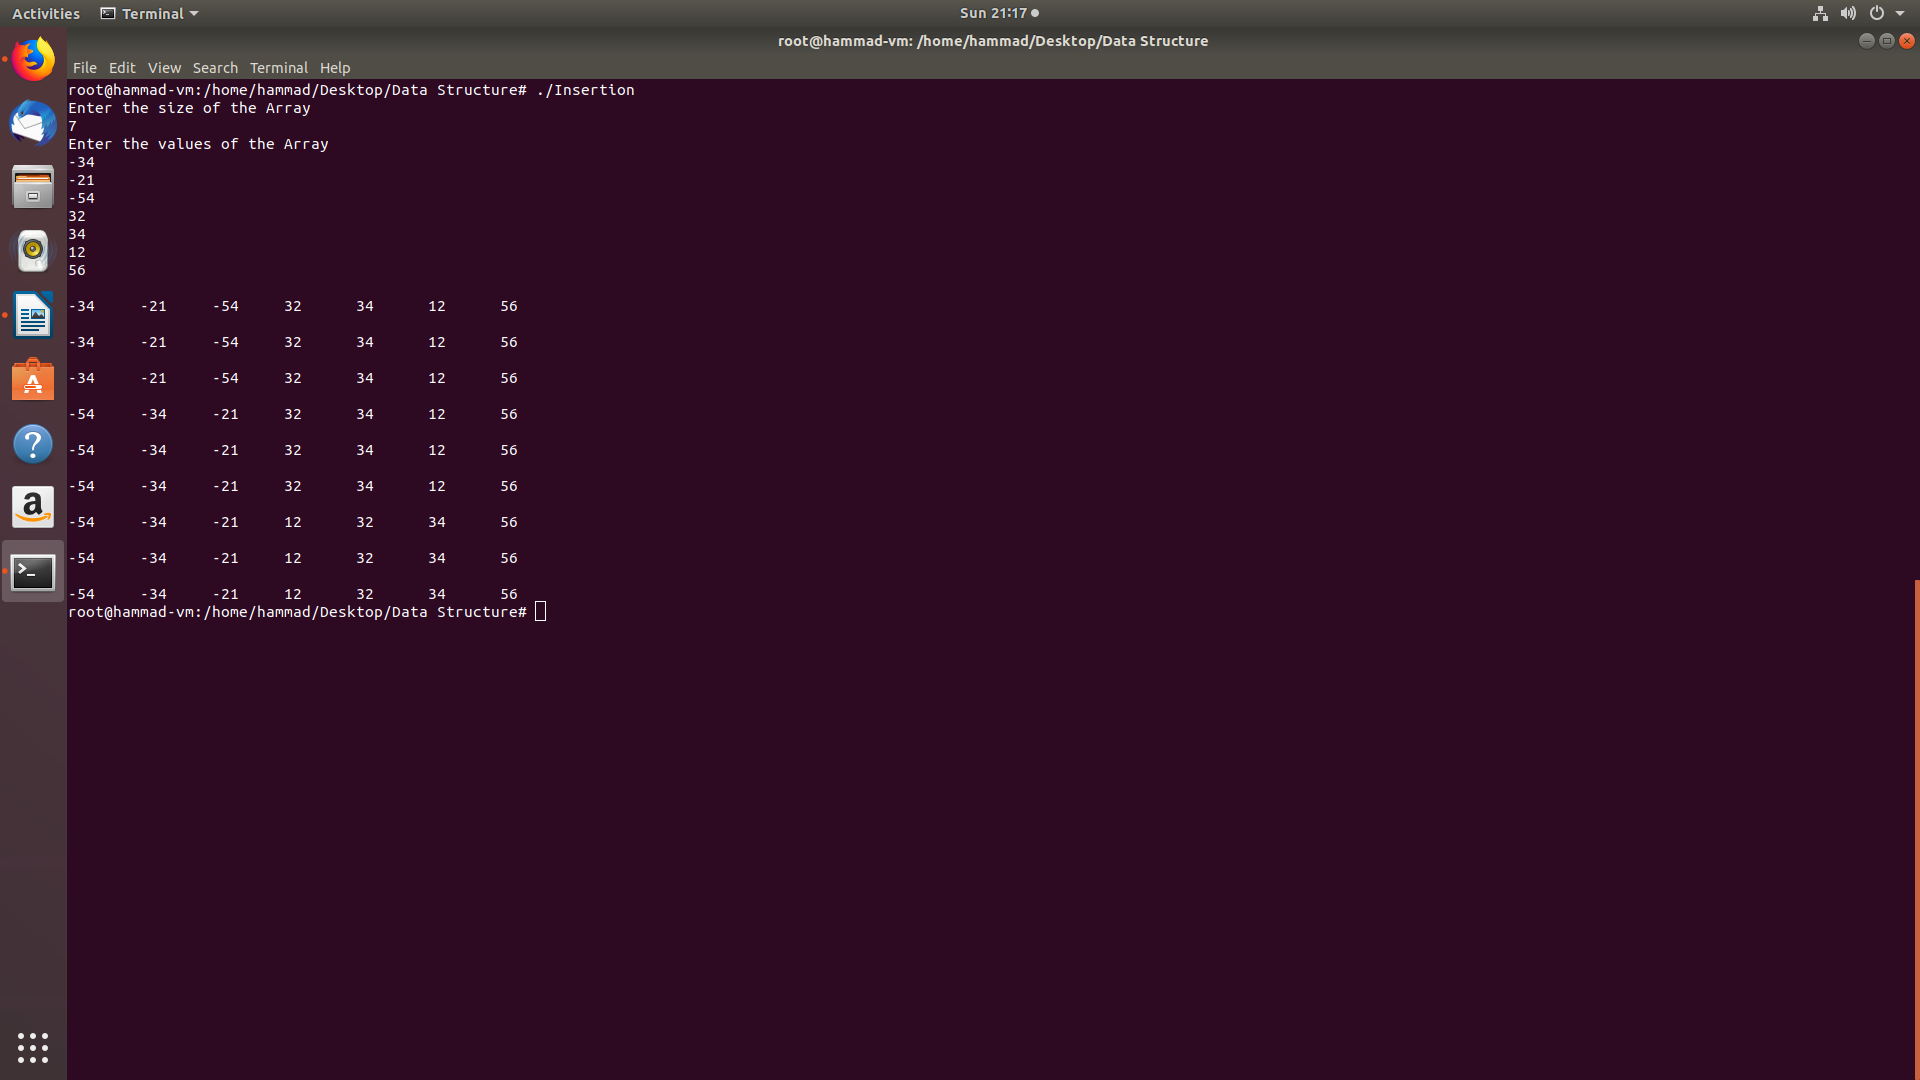 Activities Terminal Sun 21:17
root@hammad-vm: /home/hammad/Desktop/Data Structure
File Edit View Search Terminal Help
root@hammad-vm:/home/hammad/Desktop/Data Structure# ./Insertion
Enter the size of the Array
7
Enter the values of the Array
-34
-21
-54
32
34
12
56
-34 -21 -54 32 34 12 56
-34 -21 -54 32 34 12 56
-34 -21 -54 32 34 12 56
-54 -34 -21 32 34 12 56
-54 -34 -21 32 34 12 56
-54 -34 -21 32 34 12 56
-54 -34 -21 12 32 34 56
-54 -34 -21 12 32 34 56
-54 -34 -21 12 32 34 56
root@hammad-vm:/home/hammad/Desktop/Data Structure#